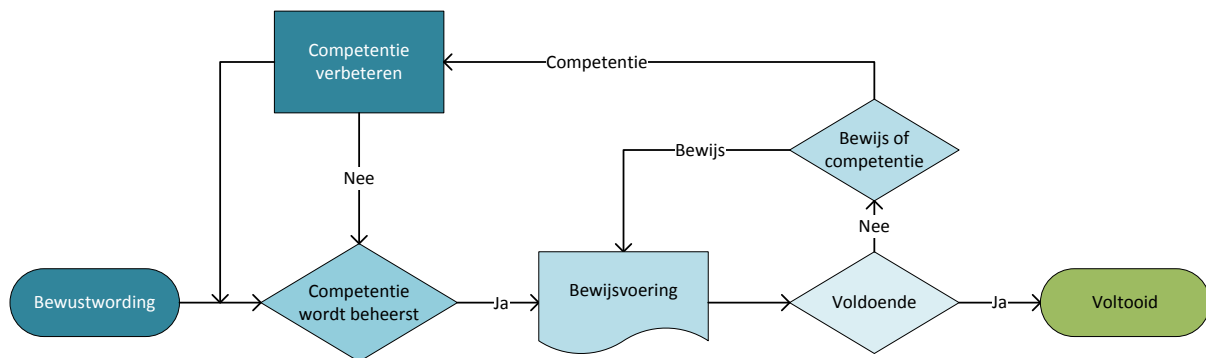 Competentie
verbeteren
Competentie
Bewijs of
competentie
Bewijs
Nee
Nee
Bewustwording
Competentie
wordt beheerst
Ja
Bewijsvoering
Voldoende
Ja
Voltooid